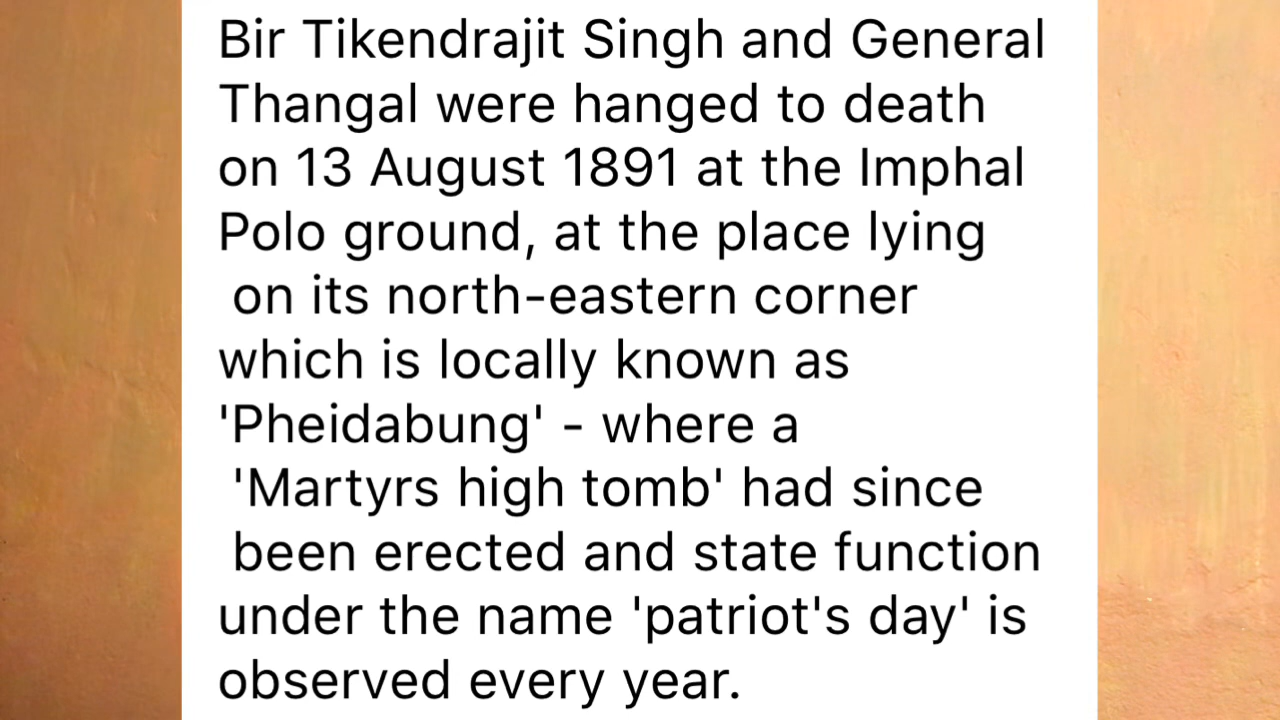 Bir Tikendrajit Singh and General
Thangal were hanged to death
on 13 August 1891 at the Imphal
Polo ground, at the place lying
on its north-eastern corner
which is locally known as
'Pheidabung' - where a
'Martyrs high tomb' had since
been erected and state function
under the name 'patriot's day' is
observed every year.